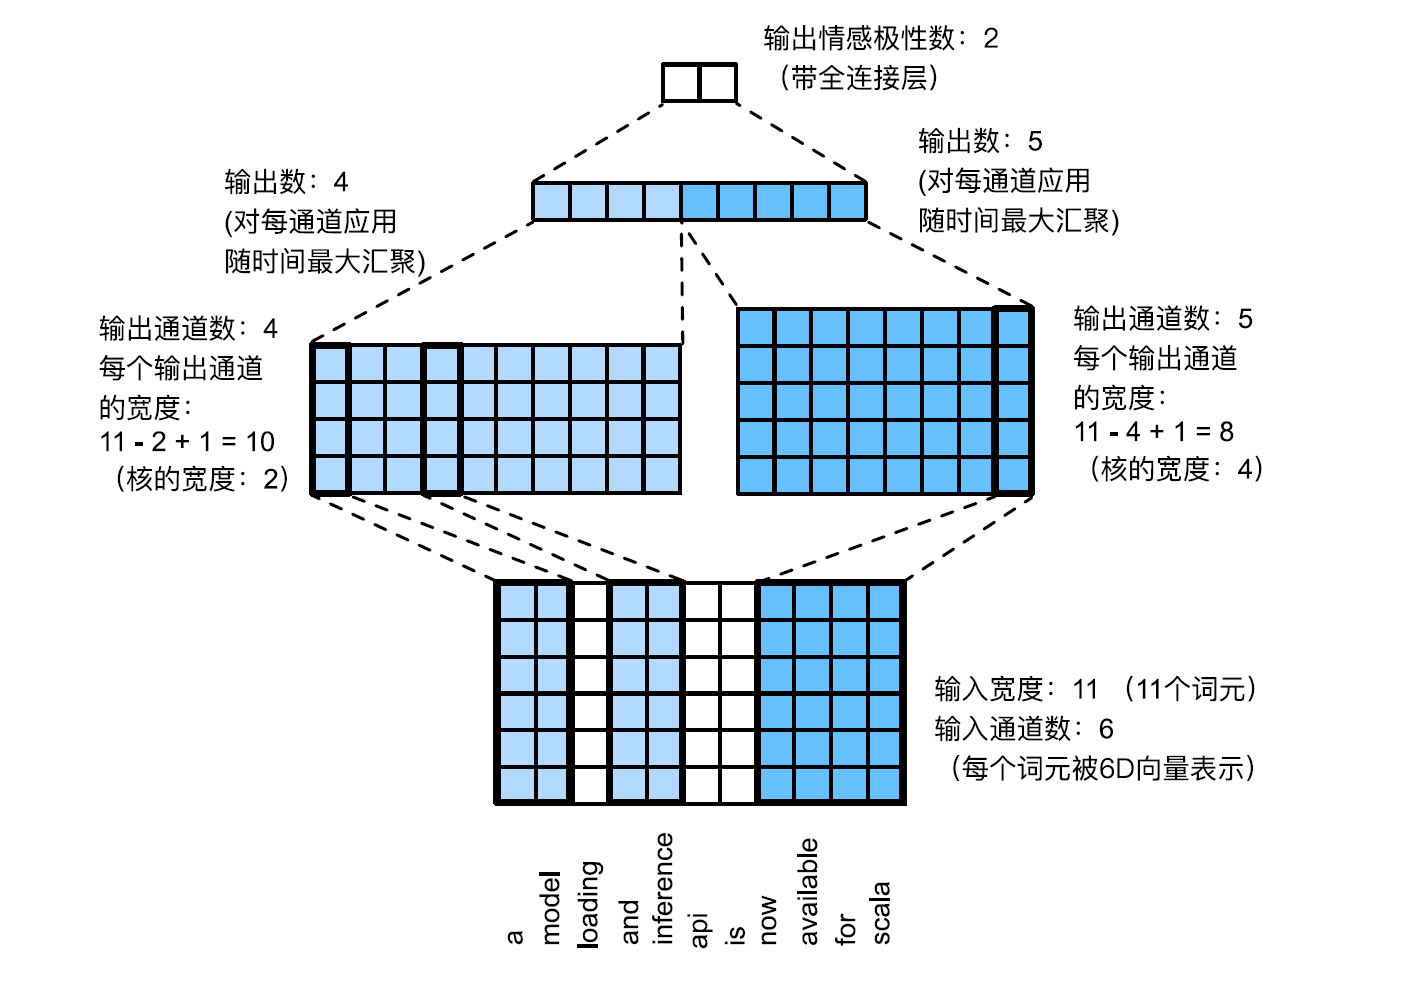 输出情感极性数：2
（带全连接层）
输出数：5
(对每通道应用
随时间最大汇聚)
输出数：4
(对每通道应用
随时间最大汇聚)
输出通道数：4
每个输出通道
的宽度：
11 - 2 + 1 = 10
（核的宽度：2）
输出通道数：5
每个输出通道
的宽度：
11 - 4 + 1 = 8
（核的宽度：4）
输入宽度：11 （11个词元）
输入通道数：6
（每个词元被6D向量表示）
a
model
loading
and
inference
api
is
now
available
for
scala